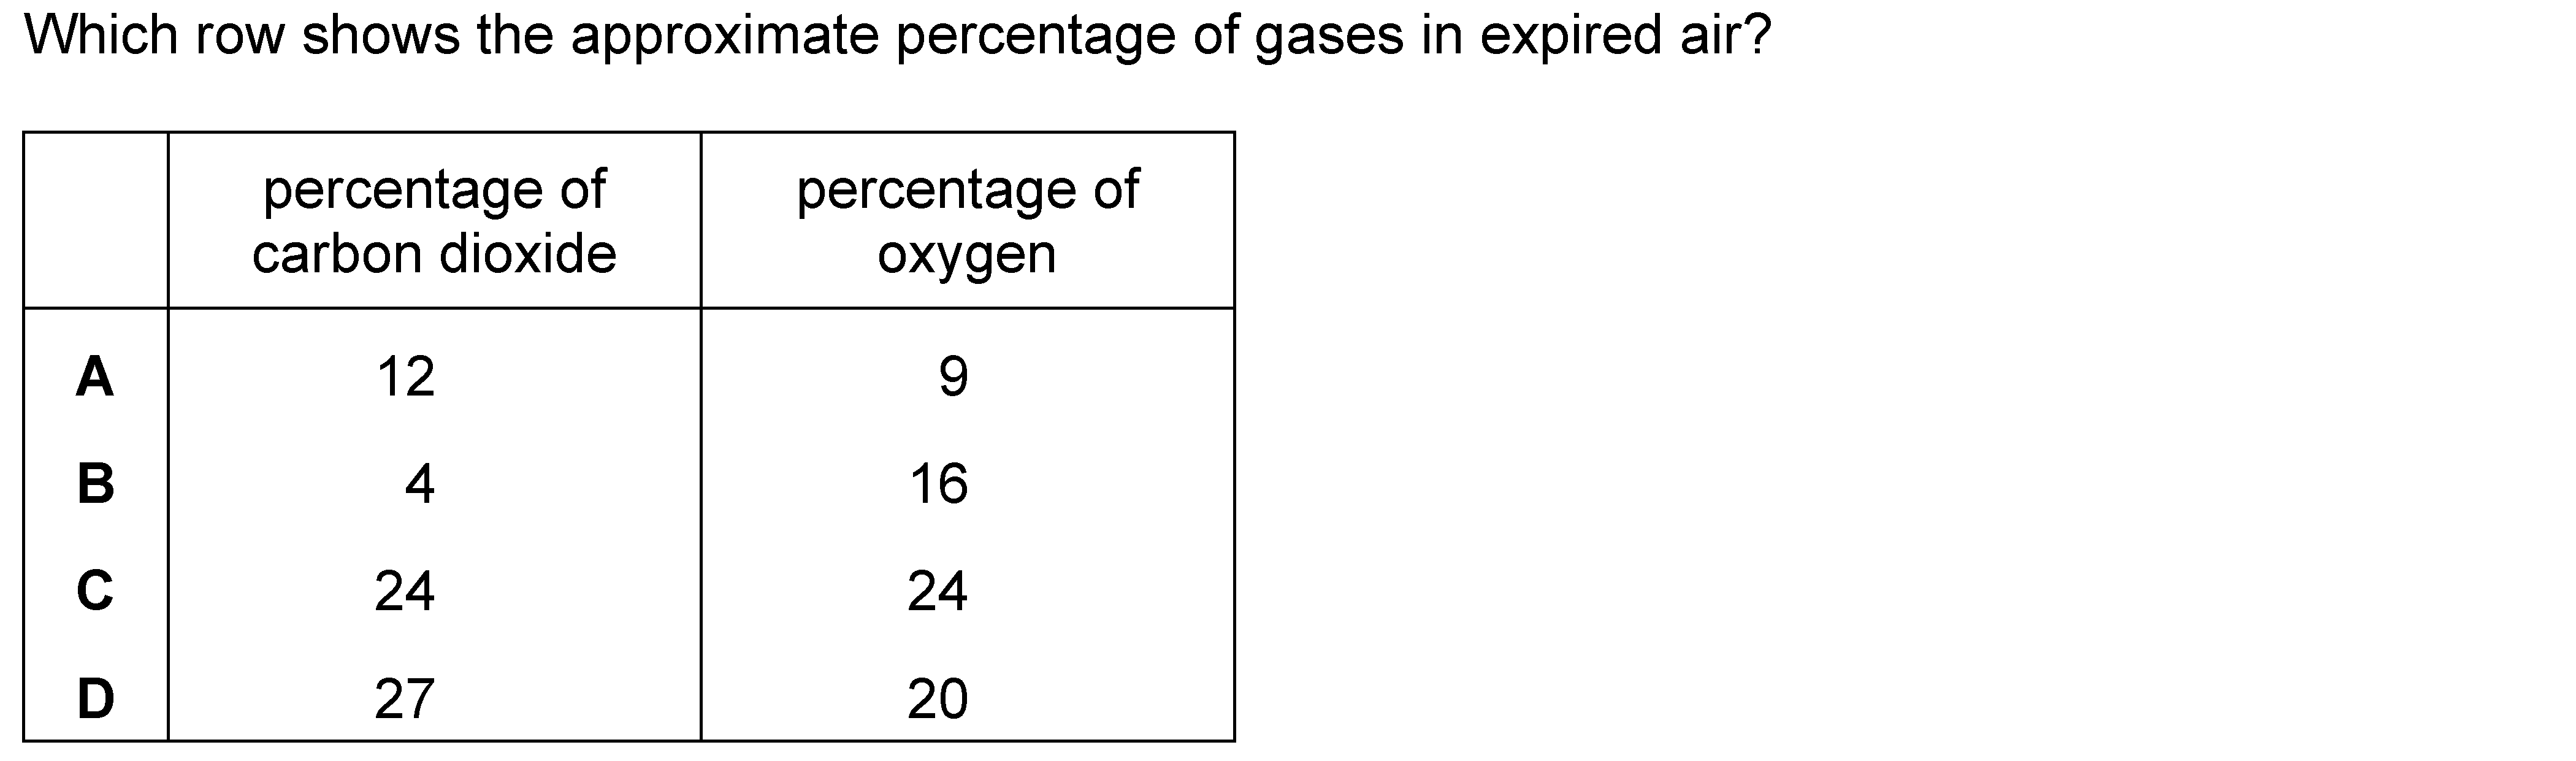 Which row shows the approximate percentage of gases in expired air?
percentage of carbon dioxide percentage of oxygen
A 12 9
B 4 16
C 24 24
D 27 20